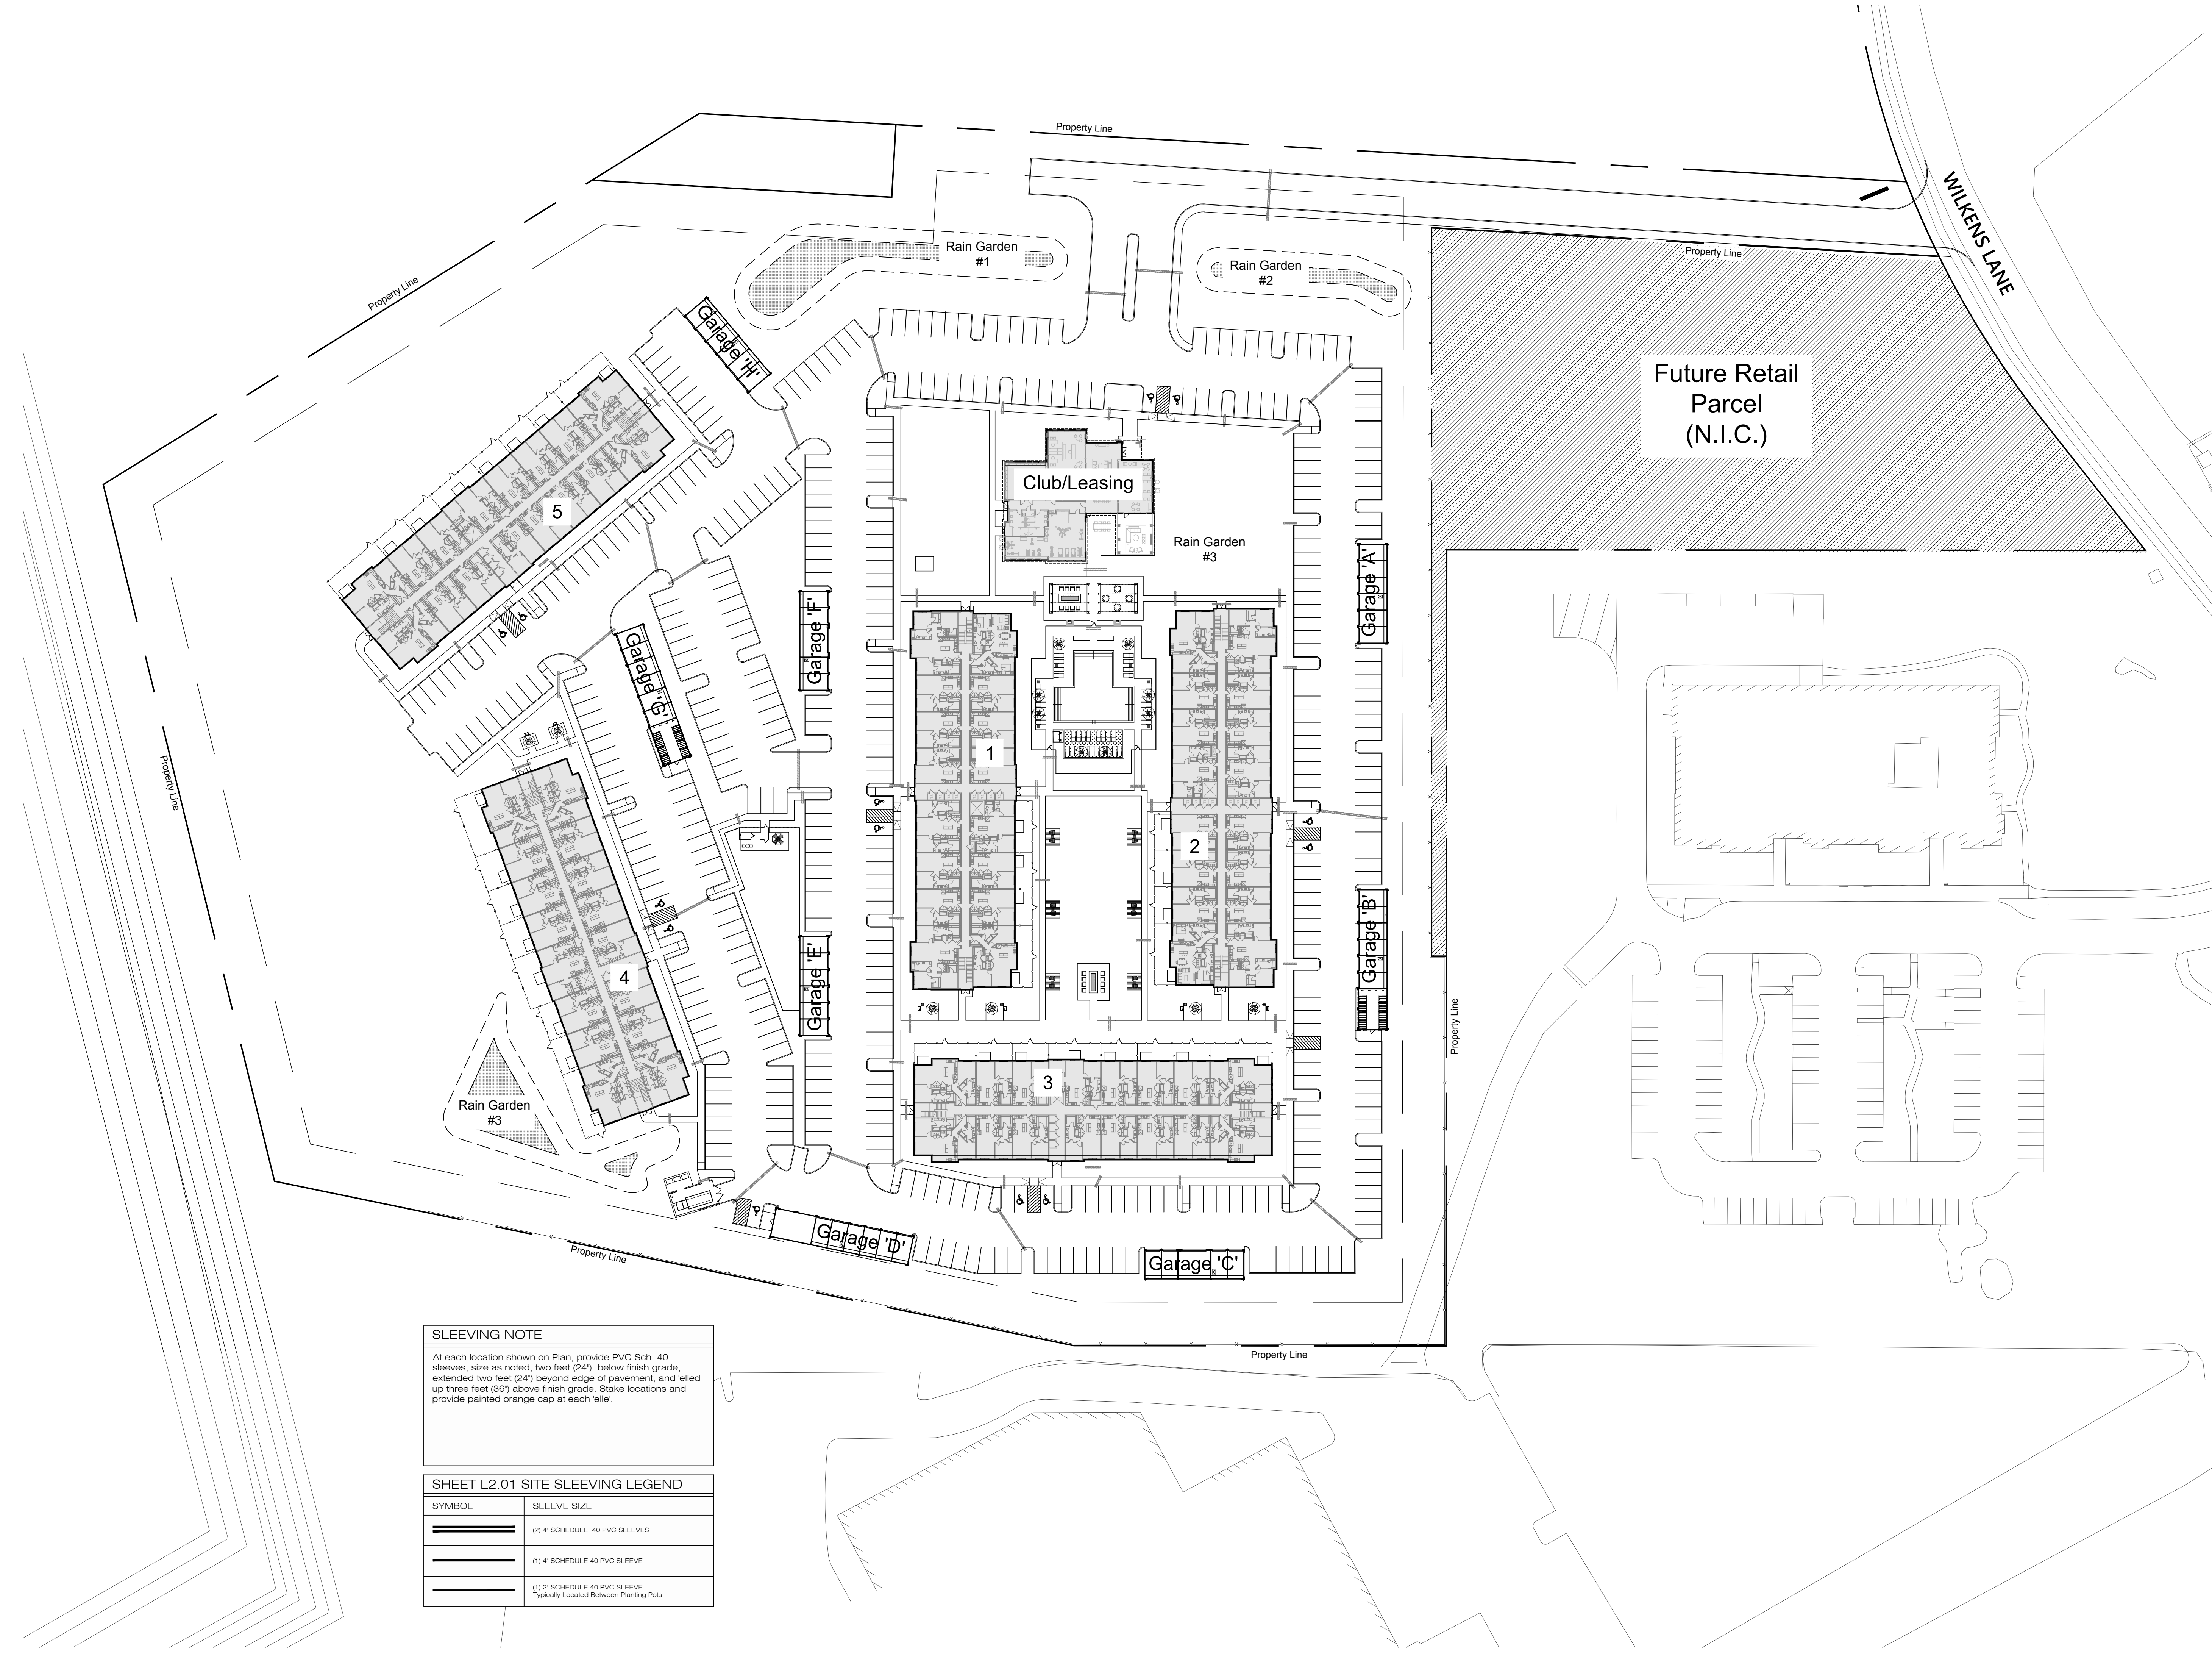 Property Line
WILKENS LANE
Rain Garden
#1
Rain Garden
#2
Property Line
Property Line
Garage 'H'
Future Retail
Parcel
(N.I.C.)
Club/Leasing
5
Rain Garden
#3
Garage 'A'
Garage 'F'
Garage 'G'
1
Property Line
2
Garage 'B'
4
Garage 'E'
Property Line
3
Rain Garden
#3
Garage 'D'
Property Line
Garage 'C'
Property Line
SLEEVING NOTE
At each location shown on Plan, provide PVC Sch. 40
sleeves, size as noted, two feet (24") below finish grade,
extended two feet (24") beyond edge of pavement, and 'elled'
up three feet (36") above finish grade. Stake locations and
provide painted orange cap at each 'elle'.
SHEET L2.01 SITE SLEEVING LEGEND
SYMBOL SLEEVE SIZE
(2) 4" SCHEDULE 40 PVC SLEEVES
(1) 4" SCHEDULE 40 PVC SLEEVE
(1) 2" SCHEDULE 40 PVC SLEEVE
Typically Located Between Planting Pots